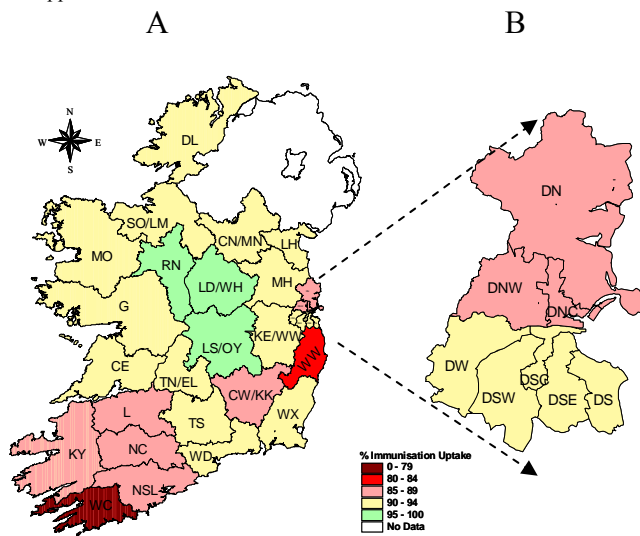 A B
N
W E
S
DL
SO/LM
CN/MN
LH
MO
RN
LD/WH
MH
G
LS/OY
KE/WW
WW
CE
TN/EL
CW/KK
L
TS
WX
KY
NC
WD
NSL
WC
DN
DNW
DNC
DW
DSC
DSW
DSE
DS
% Immunisation Uptake
0 - 79
80 - 84
85 - 89
90 - 94
95 - 100
No Data